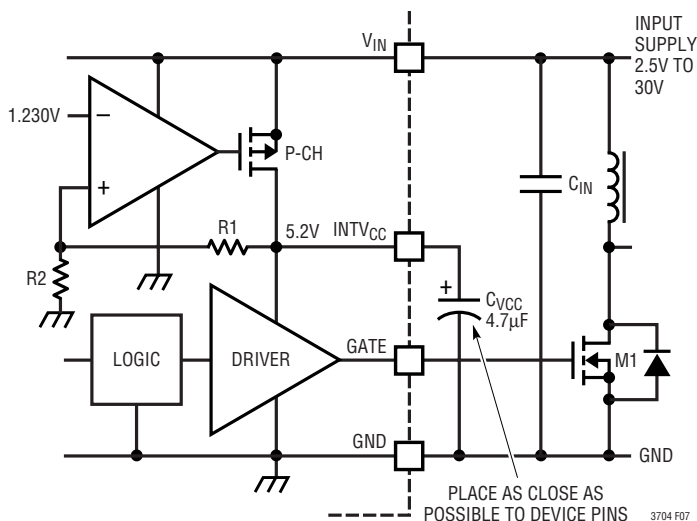 V_IN
INPUT
SUPPLY
2.5V TO
30V
1.230V
−
+
P-CH
C_IN
R1
5.2V
INTV_CC
R2
+
C_VCC
4.7µF
LOGIC
DRIVER
GATE
M1
GND
GND
PLACE AS CLOSE AS
POSSIBLE TO DEVICE PINS
3704 F07